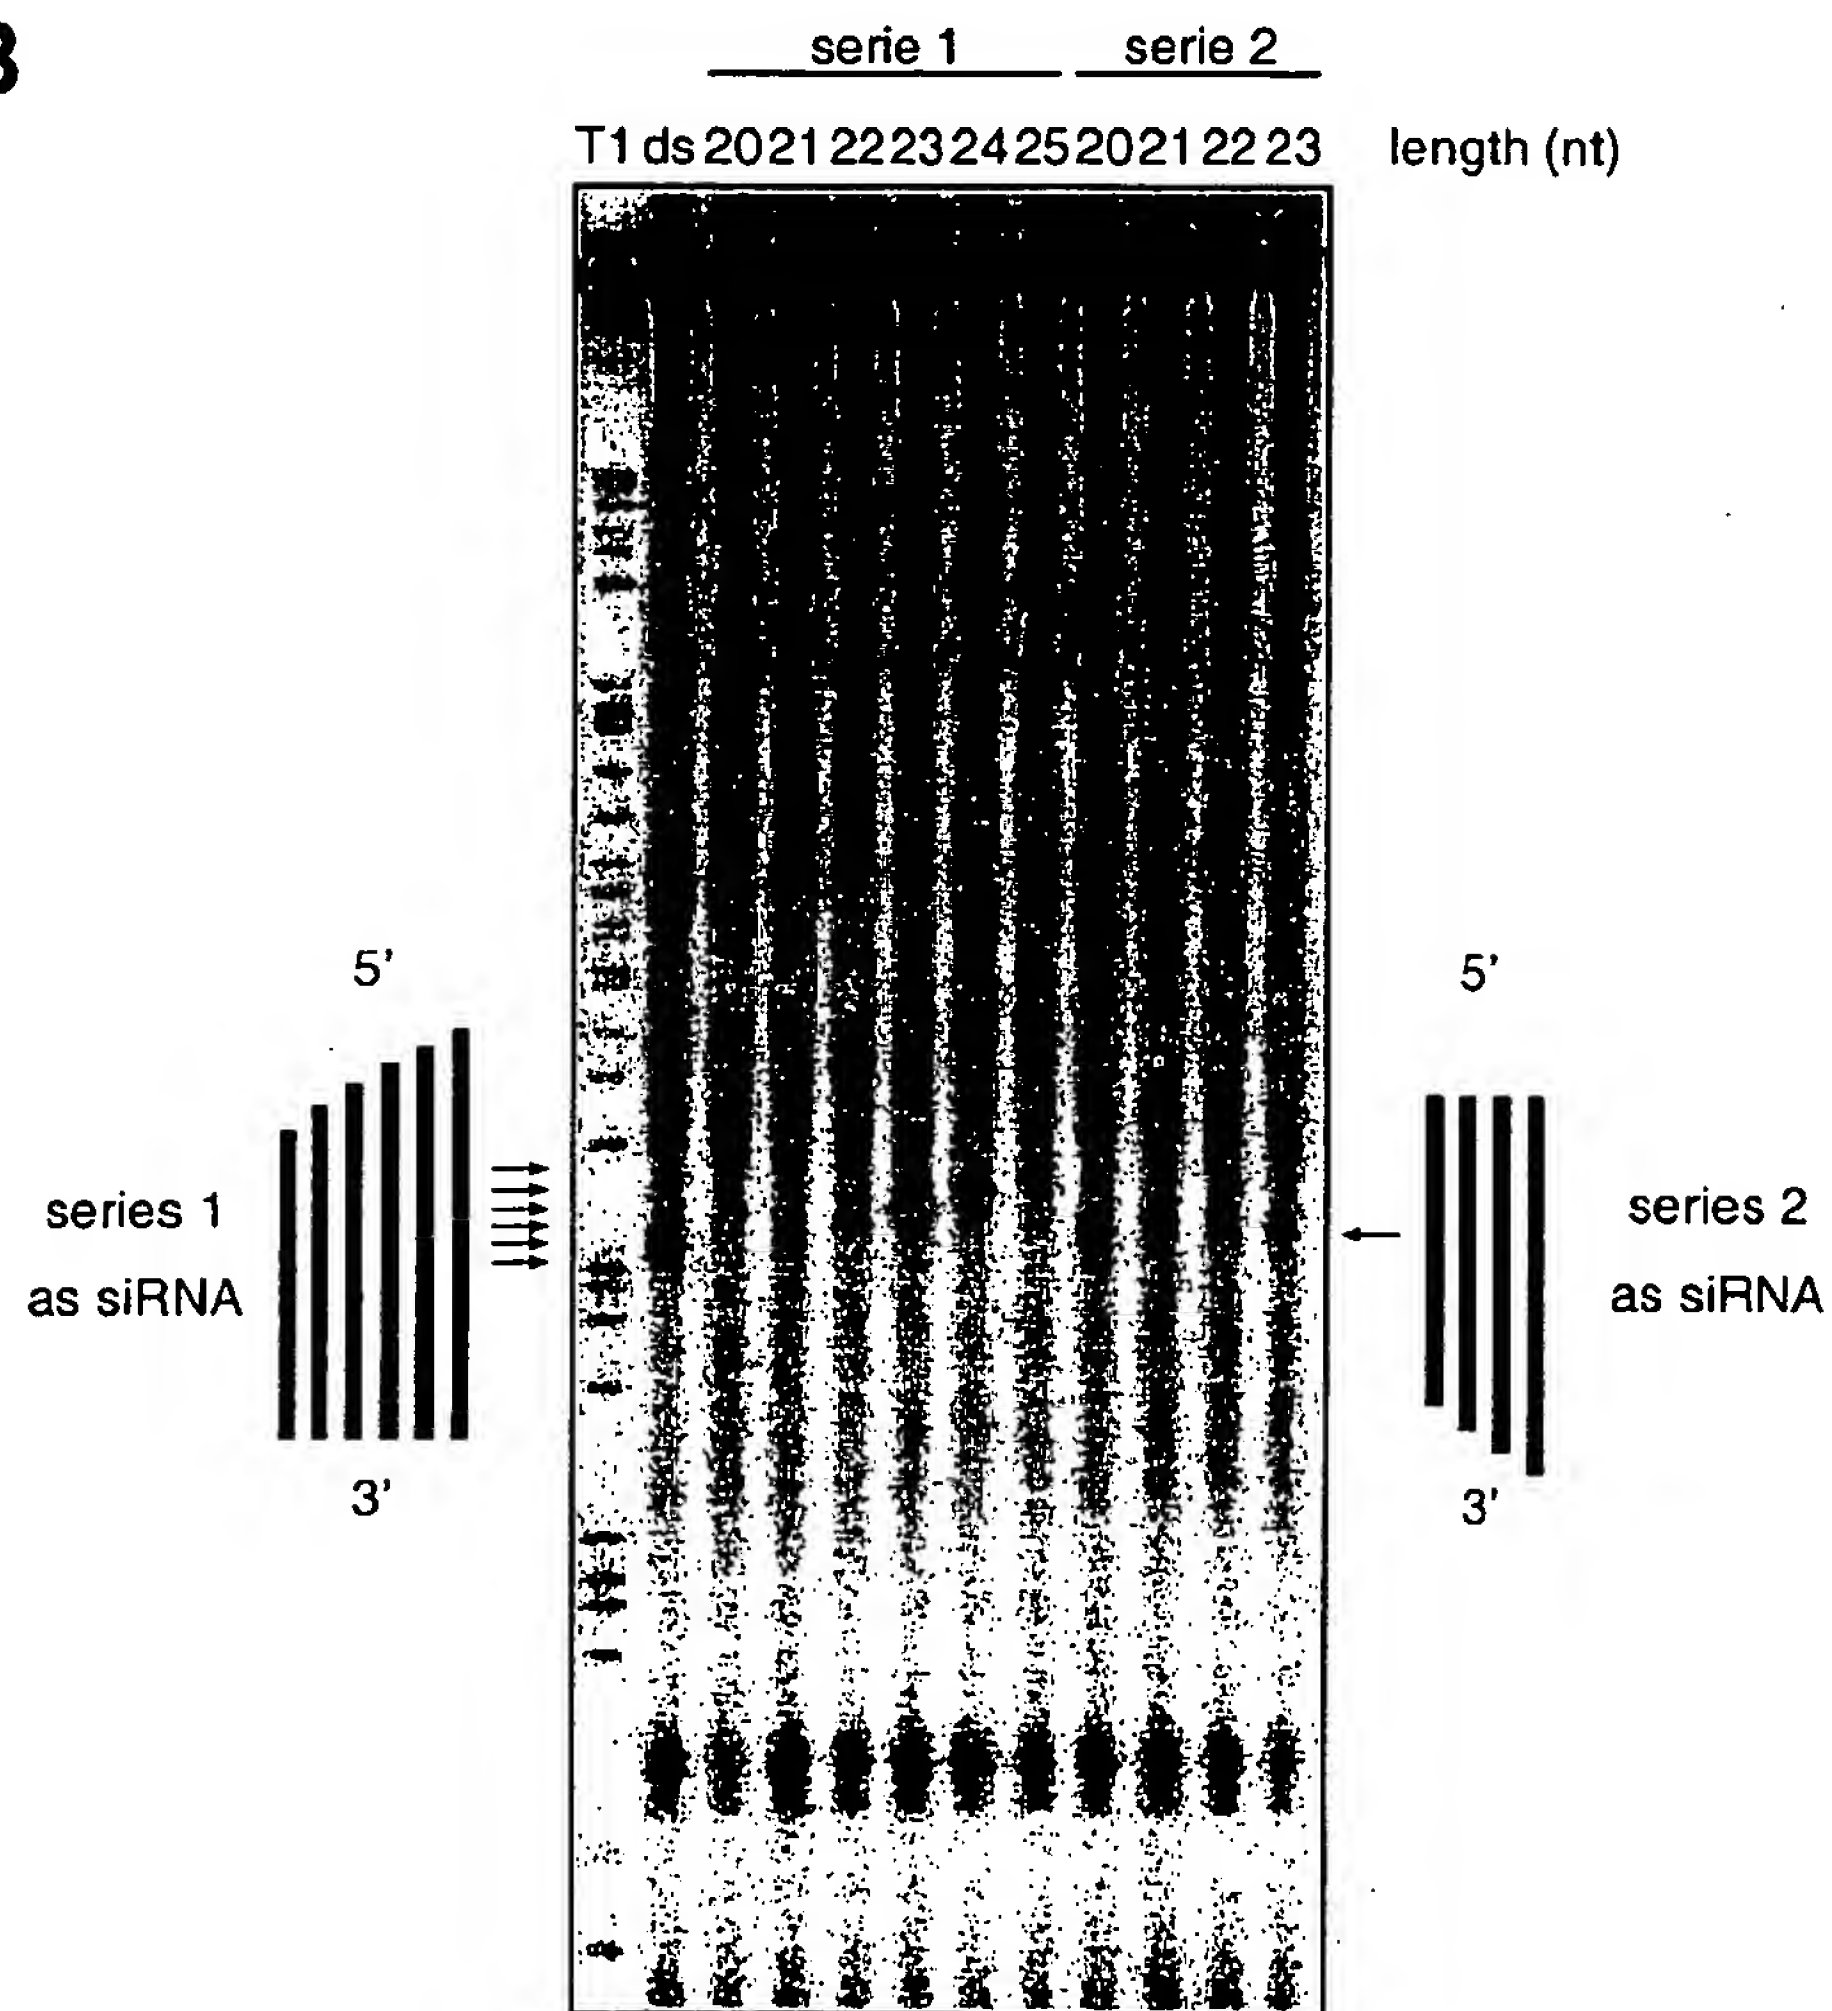 B
serie 1 serie 2
T1 ds 20 21 22 23 24 25 20 21 22 23 length (nt)
5'
5'
series 1
as siRNA
series 2
as siRNA
3'
3'